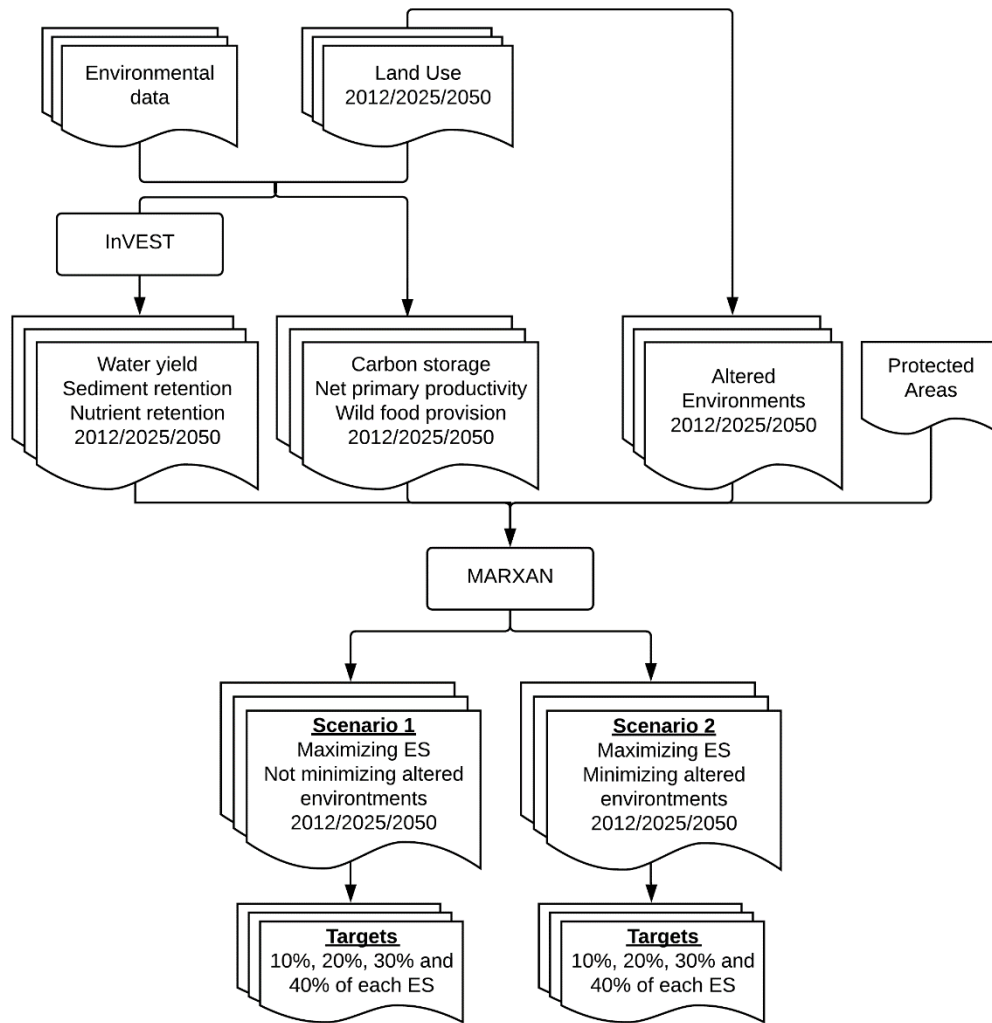 Environmental
data
Land Use
2012/2025/2050
InVEST
Water yield
Sediment retention
Nutrient retention
2012/2025/2050
Carbon storage
Net primary productivity
Wild food provision
2012/2025/2050
Altered
Environments
2012/2025/2050
Protected
Areas
MARXAN
Scenario 1
Maximizing ES
Not minimizing altered
environtments
2012/2025/2050
Scenario 2
Maximizing ES
Minimizing altered
environtments
2012/2025/2050
Targets
10%, 20%, 30% and
40% of each ES
Targets
10%, 20%, 30% and
40% of each ES